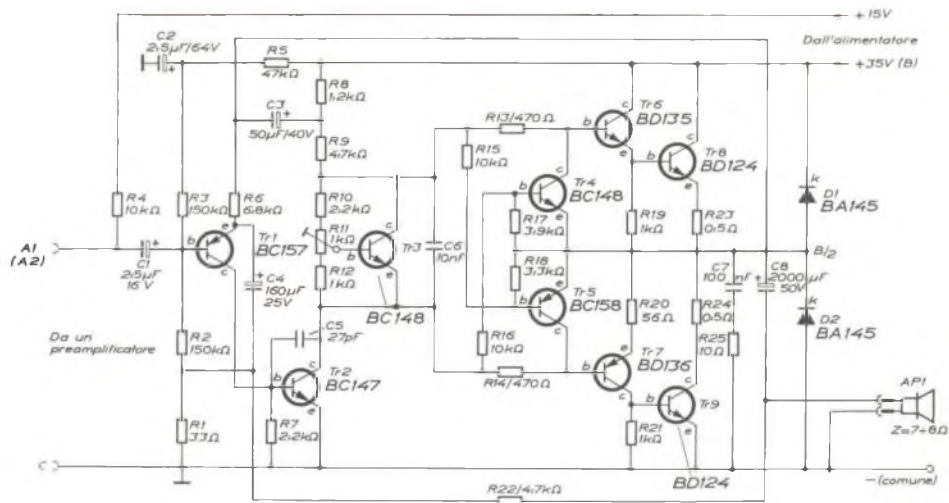 +15V
C2
2,5µF/64V
Dall'alimentatore
R5
47kΩ
+35V (B)
R8
1,2kΩ
C3
50µF/40V
R9
4,7kΩ
R13/470Ω
Tr6
BD135
R15
10kΩ
Tr8
BD124
R4
10kΩ
R3
150kΩ
R6
6,8kΩ
R10
2,2kΩ
Tr4
BC148
D1
BA145
R17
3,9kΩ
R19
1kΩ
R23
0,5Ω
A1
(A2)
Tr1
BC157
R11
1kΩ
Tr3
C6
10nF
B/2
C1
2,5µF
16V
C4
160µF
25V
R12
1kΩ
BC148
R18
3,3kΩ
Tr5
BC158
C7
100 nF
C8
2000µF
50V
R20
56Ω
R24
0,5Ω
D2
BA145
C5
27pF
Da un
preamplificatore
R2
150kΩ
R16
10kΩ
Tr7
BD136
R25
10Ω
Tr2
BC147
R14/470Ω
AP1
Tr9
Z=7÷8Ω
R1
33Ω
R7
2,2kΩ
R21
1kΩ
BD124
R22/4,7kΩ
-(comune)
b
c
e
k